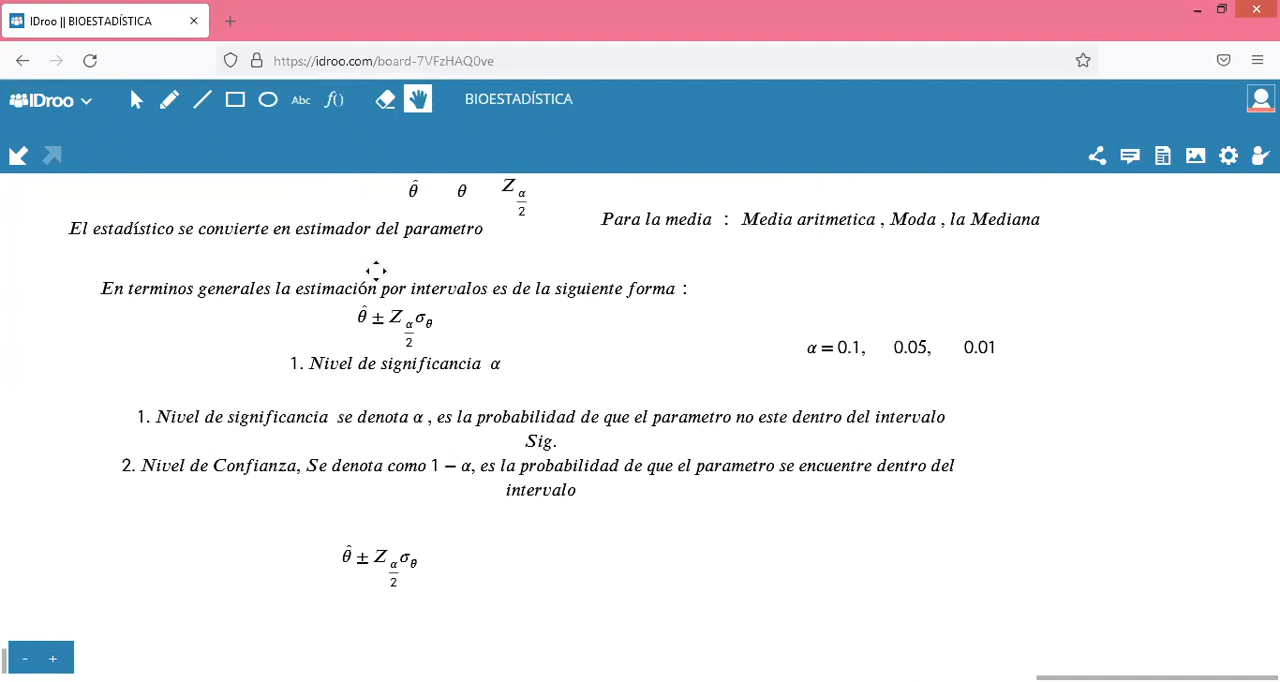 IDroo || BIOESTADÍSTICA
https://idroo.com/board-7VFzHAQ0ve
IDroo
Abc
f()
BIOESTADÍSTICA
θ̂ θ Z α/2
El estadístico se convierte en estimador del parametro
Para la media : Media aritmetica , Moda , la Mediana
En terminos generales la estimación por intervalos es de la siguiente forma :
θ̂ ± Z α/2 σθ
1. Nivel de significancia α
α = 0.1, 0.05, 0.01
1. Nivel de significancia se denota α , es la probabilidad de que el parametro no este dentro del intervalo
Sig.
2. Nivel de Confianza, Se denota como 1 − α, es la probabilidad de que el parametro se encuentre dentro del
intervalo
θ̂ ± Z α/2 σθ
- +